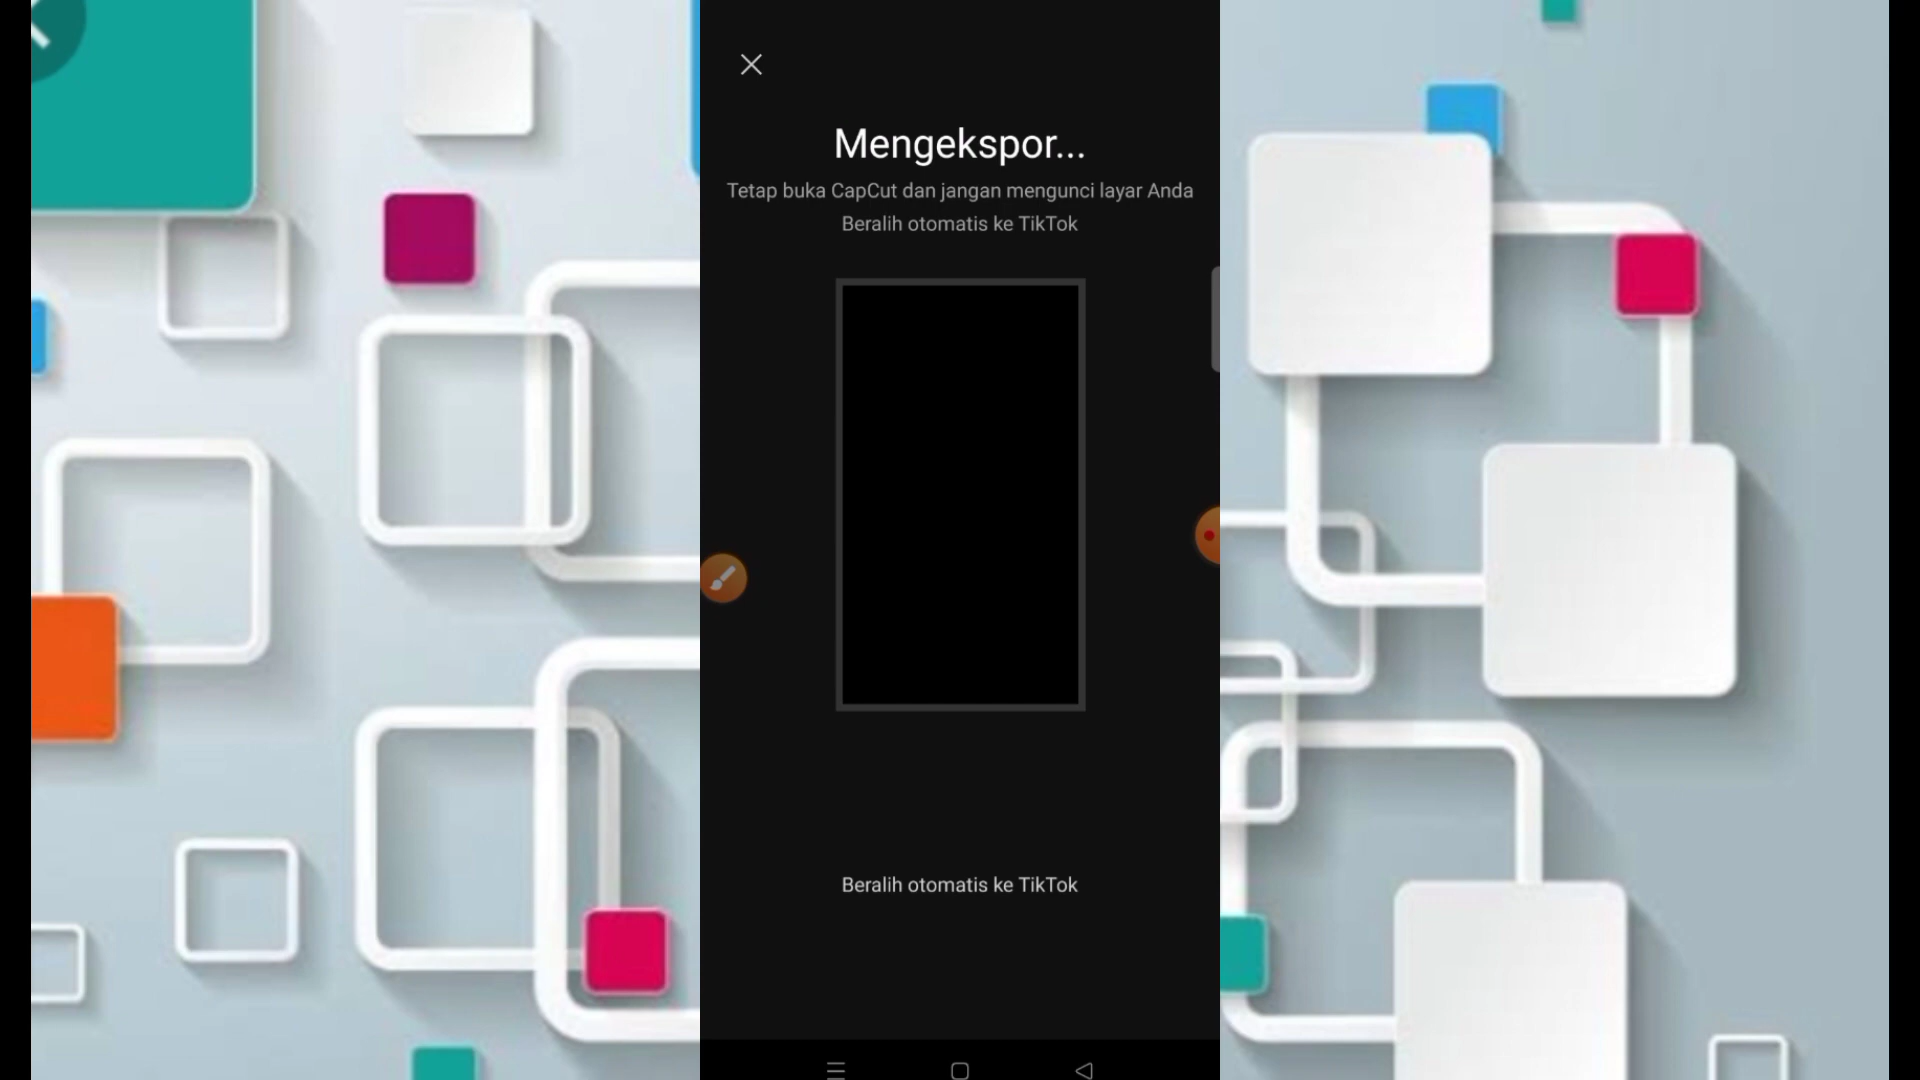 Mengekspor...
Tetap buka CapCut dan jangan mengunci layar Anda
Beralih otomatis ke TikTok
Beralih otomatis ke TikTok